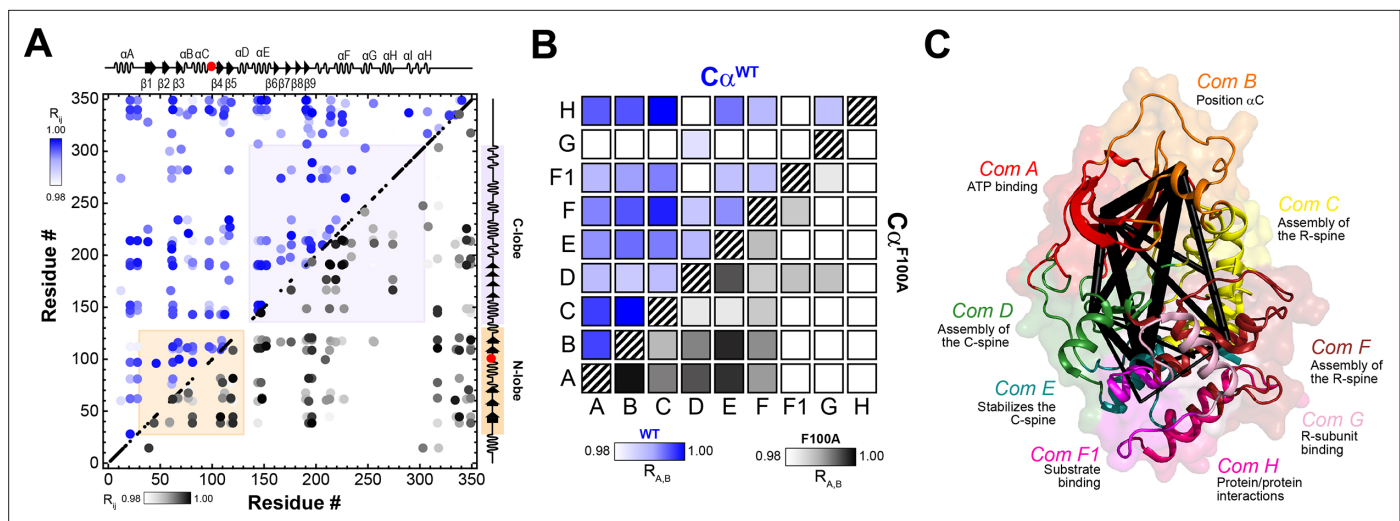 A
αA
αB
αC
αD
αE
αF
αG
αH
αI
αH
β1
β2
β3
β4
β5
β6
β7
β8
β9
Rij
1.00
0.98
Residue #
350
300
250
200
150
100
50
0
0
50
100
150
200
250
300
350
C-lobe
N-lobe
Rij
0.98
1.00
Residue #
B
CαWT
H
G
F1
F
E
D
C
B
A
A
B
C
D
E
F
F1
G
H
CαF100A
WT
0.98
1.00
RA,B
F100A
0.98
1.00
RA,B
C
Com B
Position αC
Com A
ATP binding
Com C
Assembly of
the R-spine
Com D
Assembly of
the C-spine
Com F
Assembly of
the R-spine
Com E
Stabilizes the
C-spine
Com G
R-subunit
binding
Com F1
Substrate
binding
Com H
Protein/protein
interactions